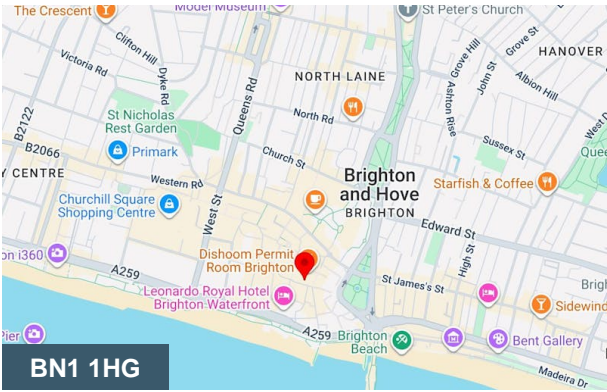 The Crescent
Model Museum
St Peter's Church
Clifton Hill
Dyke Rd
Victoria Rd
Queens Rd
NORTH LAINE
Grove Hill
Grove St
John St
HANOVER
Albion Hill
Ashton Rise
St Nicholas
Rest Garden
North Rd
B2122
Primark
Sussex St
West D
Quee
B2066
Church St
Y CENTRE
Western Rd
Brighton
and Hove
BRIGHTON
Starfish & Coffee
Churchill Square
Shopping Centre
West St
Edward St
on i360
Dishoom Permit
Room Brighton
High St
A259
St James's St
Brigh
Leonardo Royal Hotel
Brighton Waterfront
Sidewind
Pier
A259
Brighton
Beach
Bent Gallery
Madeira Dr
BN1 1HG